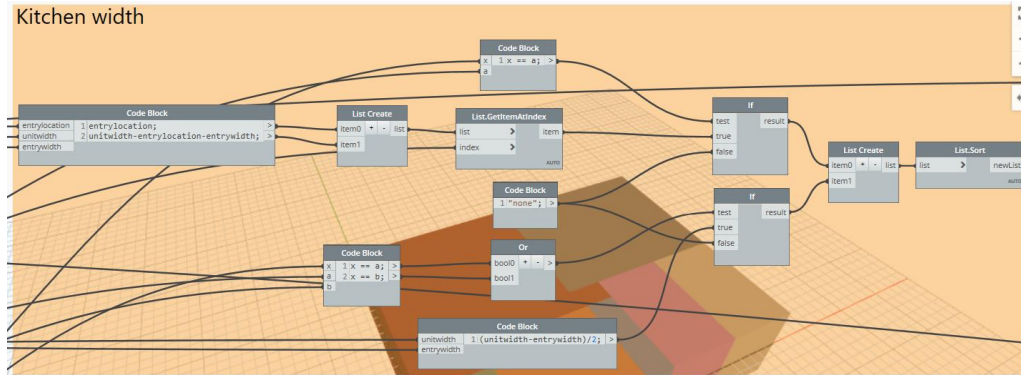 Kitchen width
Code Block
x 1 x == a; >
a
Code Block
entrylocation 1 entrylocation; >
unitwidth 2 unitwidth-entrylocation-entrywidth; >
entrywidth
List Create
item0 + - list
item1
List.GetItemAtIndex
list > item
index >
AUTO
If
test result
true
false
List Create
item0 + - list
item1
List.Sort
list > newList
AUTO
Code Block
1 "none"; >
If
test result
true
false
Code Block
x 1 x == a; >
a 2 x == b; >
b
Or
bool0 + - >
bool1
Code Block
unitwidth 1 (unitwidth-entrywidth)/2; >
entrywidth